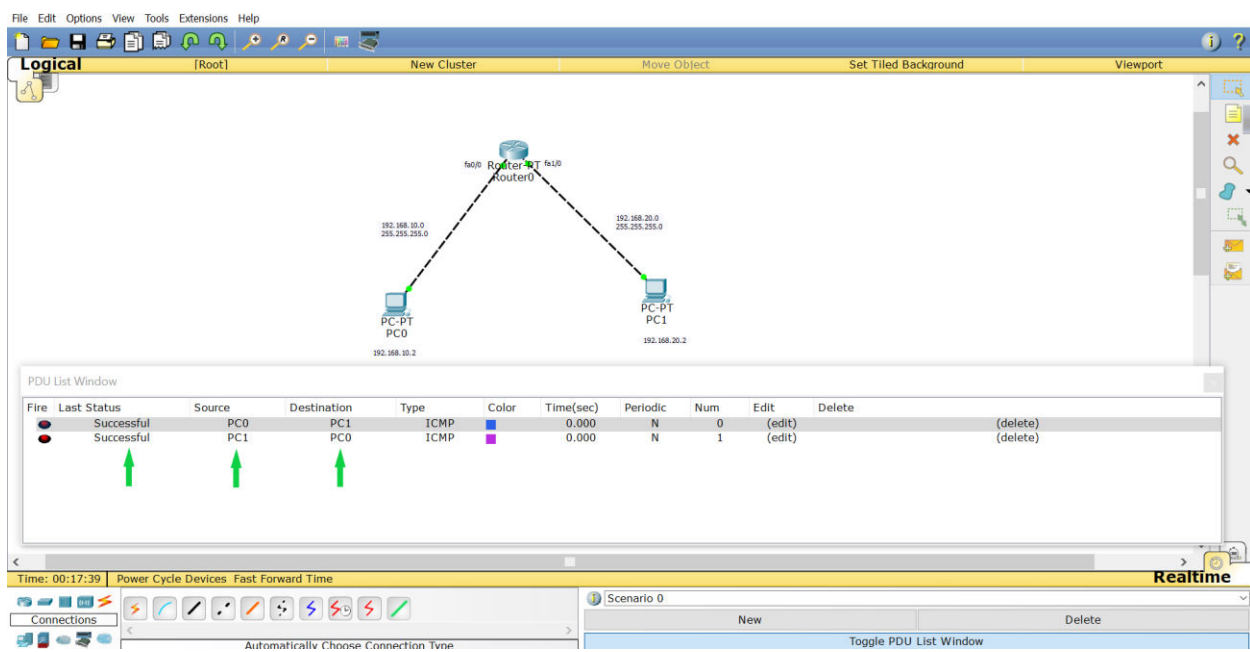 File Edit Options View Tools Extensions Help
Logical [Root] New Cluster Move Object Set Tiled Background Viewport
fa0/0 Router-PT fa1/0
Router0
192.168.10.0
255.255.255.0
192.168.20.0
255.255.255.0
PC-PT
PC0
192.168.10.2
PC-PT
PC1
192.168.20.2
PDU List Window
Fire Last Status Source Destination Type Color Time(sec) Periodic Num Edit Delete
Successful PC0 PC1 ICMP 0.000 N 0 (edit) (delete)
Successful PC1 PC0 ICMP 0.000 N 1 (edit) (delete)
Time: 00:17:39 Power Cycle Devices Fast Forward Time Realtime
Scenario 0
Connections
New Delete
Automatically Choose Connection Type
Toggle PDU List Window